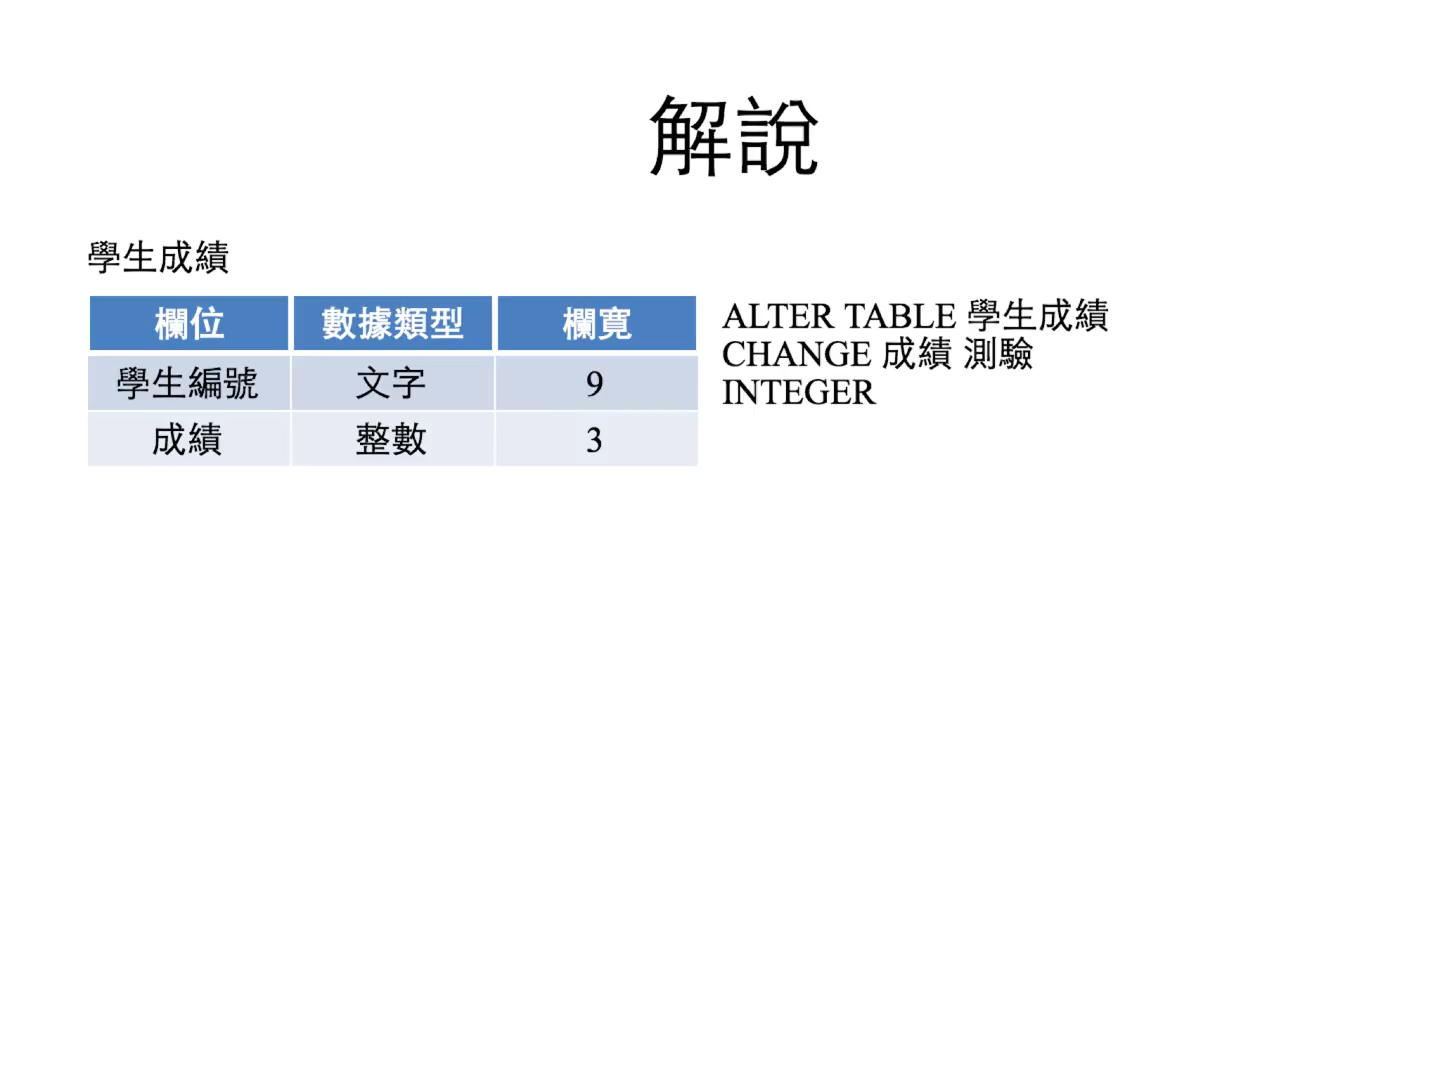 解說
學生成績
欄位 數據類型 欄寬
學生編號 文字 9
成績 整數 3
ALTER TABLE 學生成績
CHANGE 成績 測驗
INTEGER